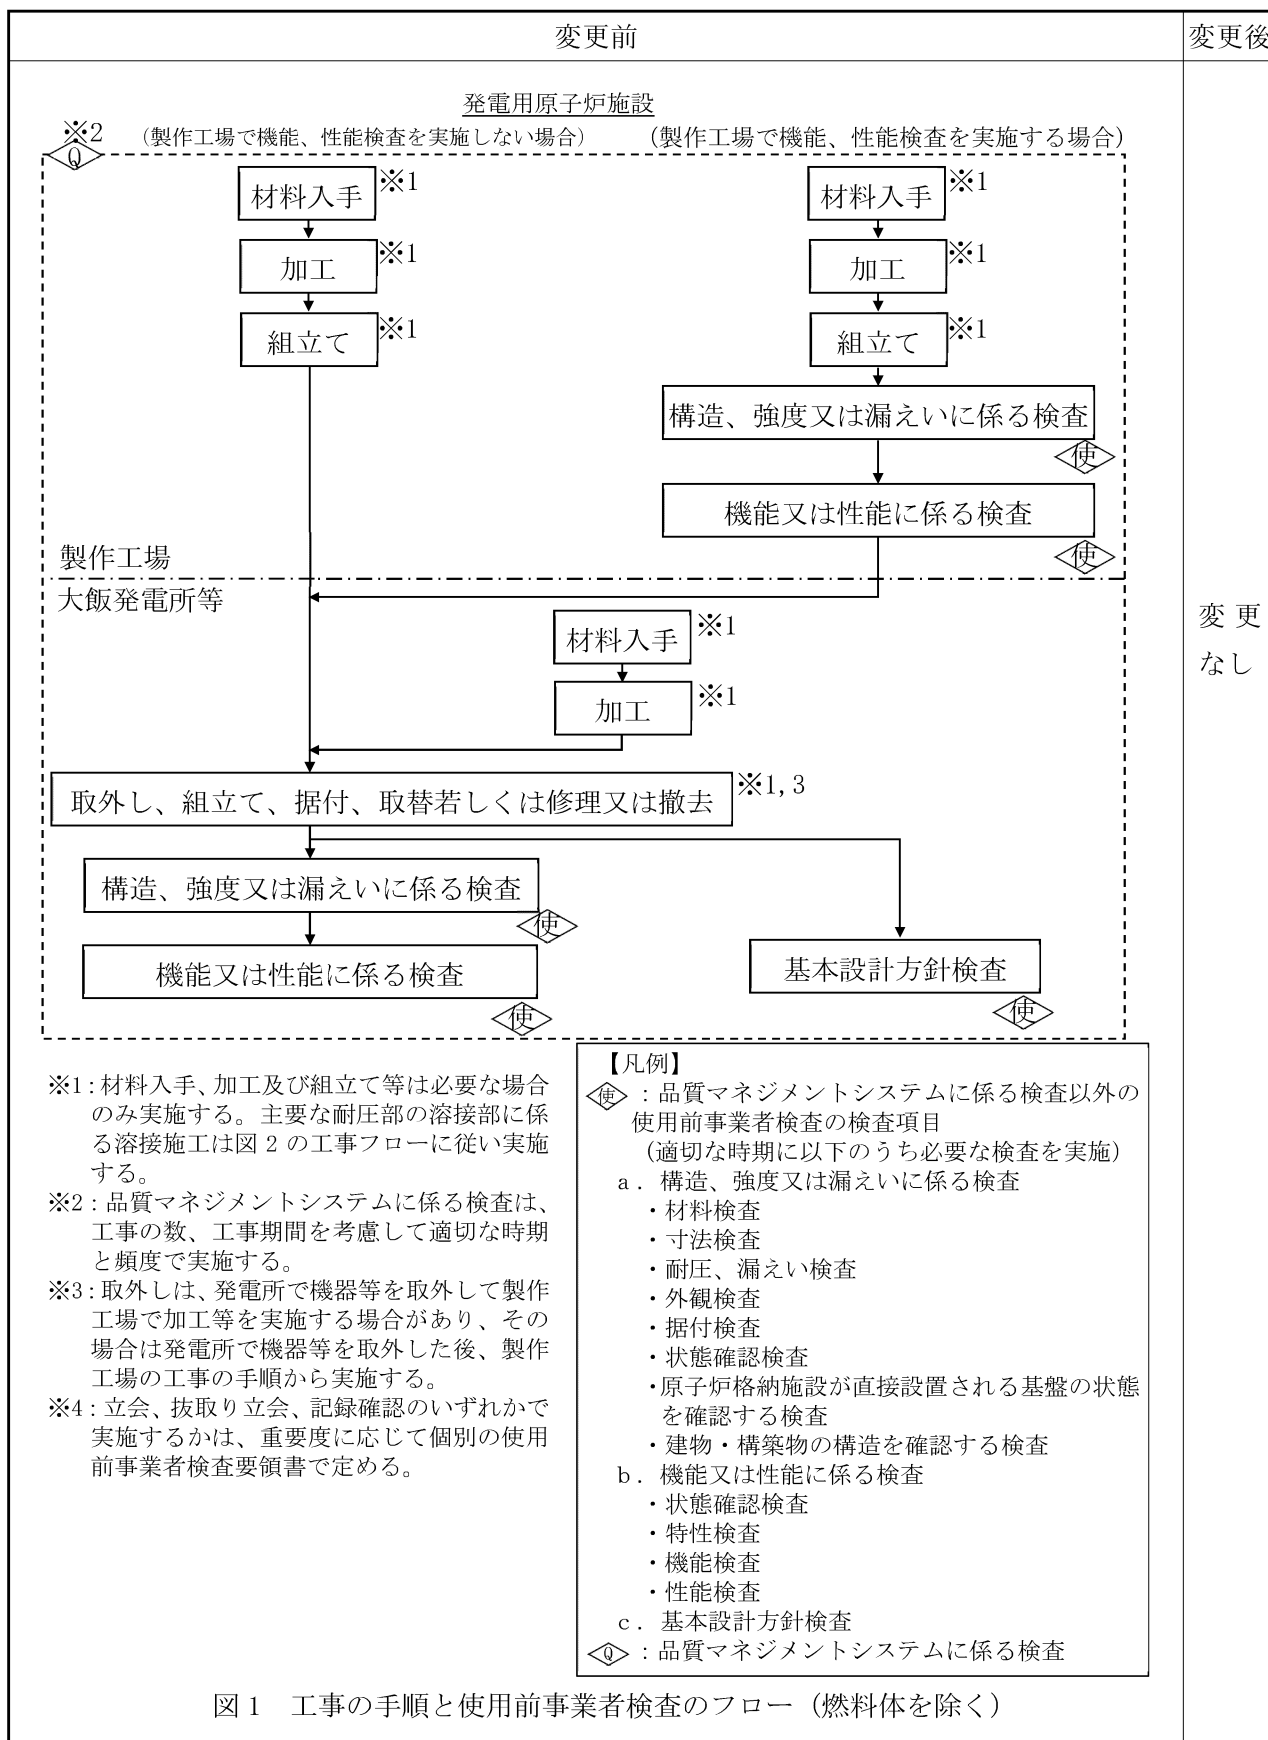 変更前
変更後
発電用原子炉施設
※2
(製作工場で機能、性能検査を実施しない場合)
(製作工場で機能、性能検査を実施する場合)
Q
材料入手
※1
材料入手
※1
加工
※1
加工
※1
組立て
※1
組立て
※1
構造、強度又は漏えいに係る検査
使
機能又は性能に係る検査
使
製作工場
大飯発電所等
材料入手
※1
加工
※1
変更
なし
取外し、組立て、据付、取替若しくは修理又は撤去
※1,3
構造、強度又は漏えいに係る検査
使
機能又は性能に係る検査
使
基本設計方針検査
使
※1:材料入手、加工及び組立て等は必要な場合
のみ実施する。主要な耐圧部の溶接部に係
る溶接施工は図2の工事フローに従い実施
する。
※2:品質マネジメントシステムに係る検査は、
工事の数、工事期間を考慮して適切な時期
と頻度で実施する。
※3:取外しは、発電所で機器等を取外して製作
工場で加工等を実施する場合があり、その
場合は発電所で機器等を取外した後、製作
工場の工事の手順から実施する。
※4:立会、抜取り立会、記録確認のいずれかで
実施するかは、重要度に応じて個別の使用
前事業者検査要領書で定める。
【凡例】
使:品質マネジメントシステムに係る検査以外の
使用前事業者検査の検査項目
(適切な時期に以下のうち必要な検査を実施)
a.構造、強度又は漏えいに係る検査
・材料検査
・寸法検査
・耐圧、漏えい検査
・外観検査
・据付検査
・状態確認検査
・原子炉格納施設が直接設置される基盤の状態
を確認する検査
・建物・構築物の構造を確認する検査
b.機能又は性能に係る検査
・状態確認検査
・特性検査
・機能検査
・性能検査
c.基本設計方針検査
Q:品質マネジメントシステムに係る検査
図1 工事の手順と使用前事業者検査のフロー(燃料体を除く)